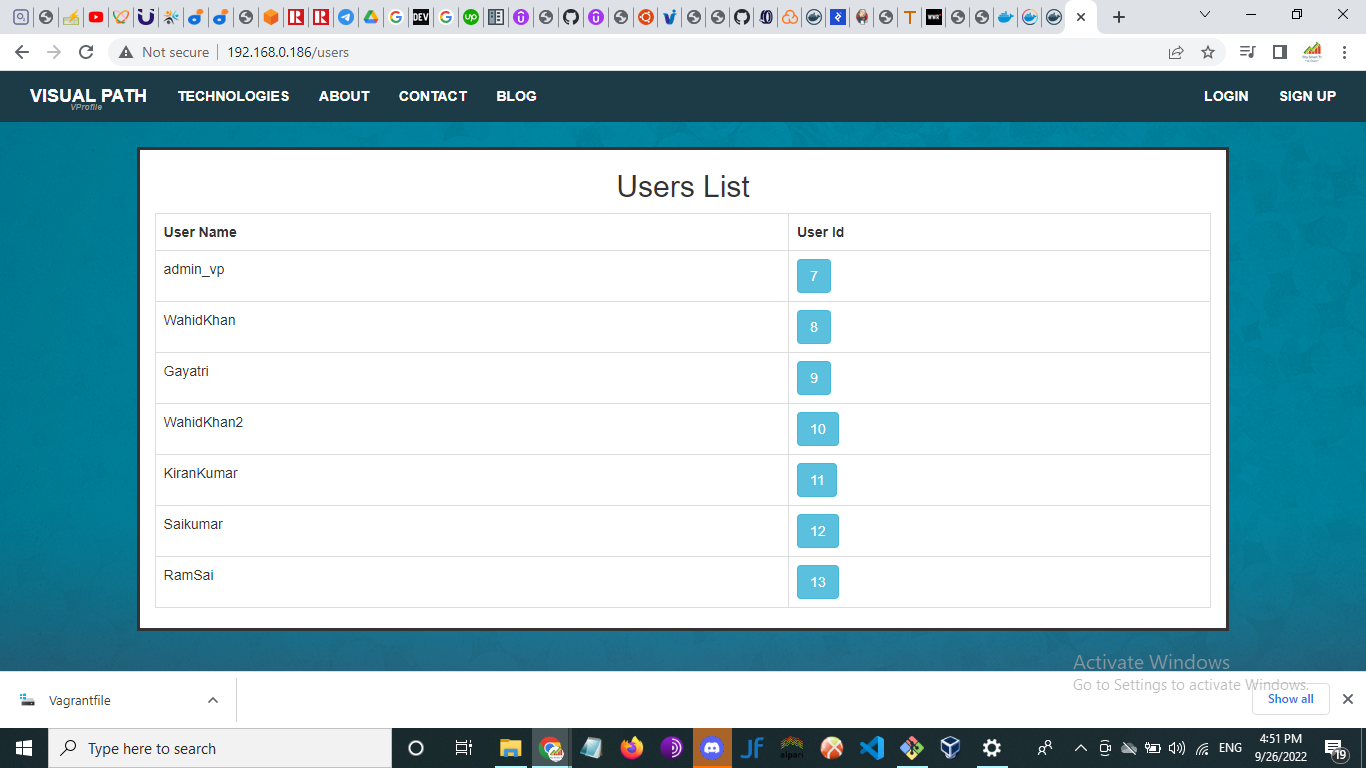 Not secure
192.168.0.186/users
VISUAL PATH
VProfile
TECHNOLOGIES
ABOUT
CONTACT
BLOG
LOGIN
SIGN UP
Users List
User Name
User Id
admin_vp
7
WahidKhan
8
Gayatri
9
WahidKhan2
10
KiranKumar
11
Saikumar
12
RamSai
13
Activate Windows
Go to Settings to activate Windows.
Vagrantfile
Show all
Type here to search
ENG
4:51 PM
9/26/2022
19